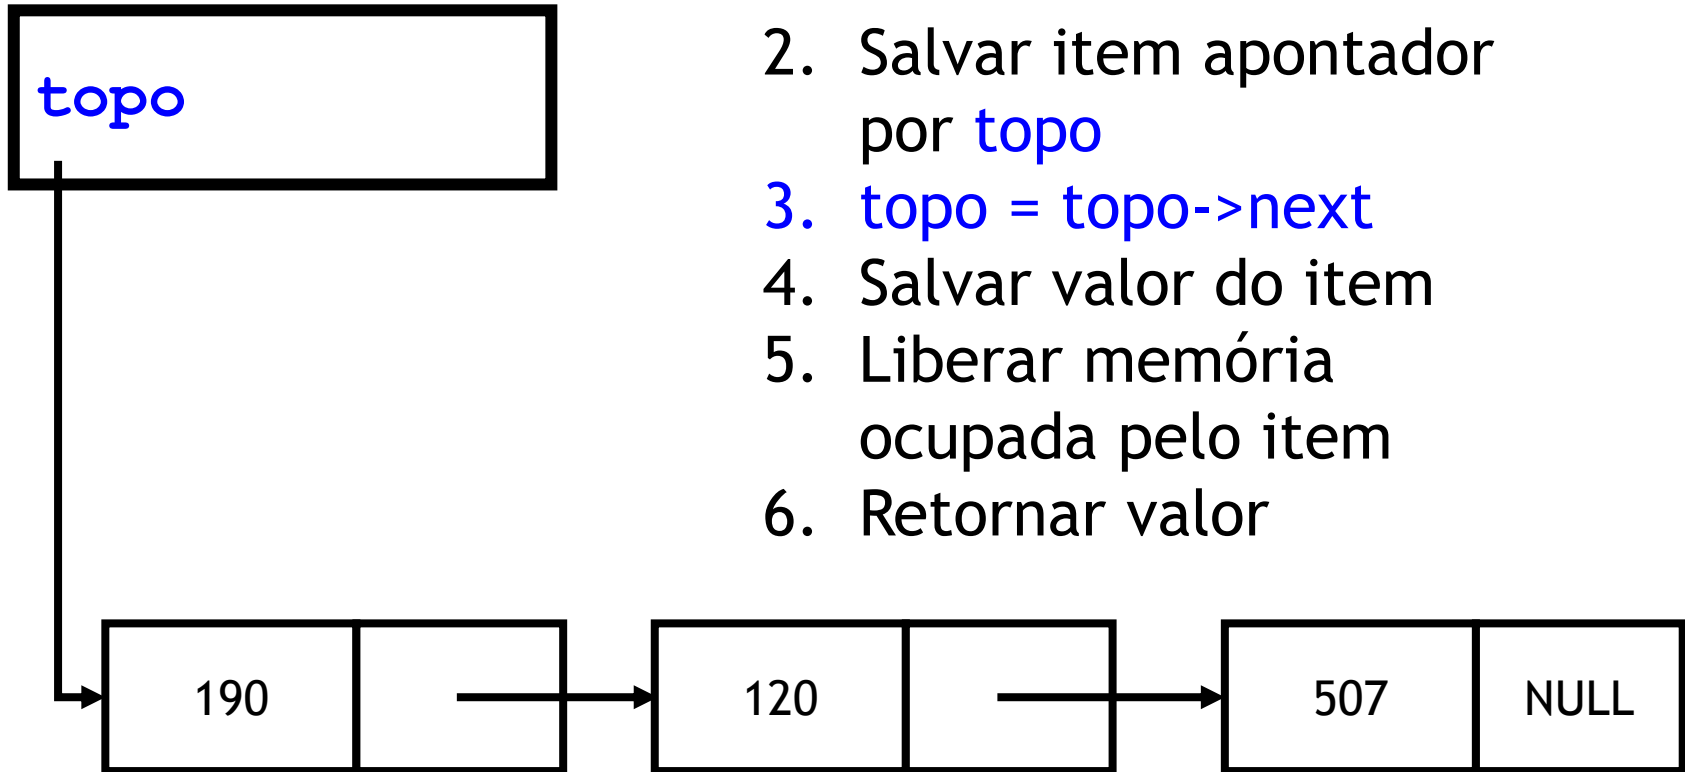 topo
2. Salvar item apontador
por topo
3. topo = topo->next
4. Salvar valor do item
5. Liberar memória
ocupada pelo item
6. Retornar valor
190
120
507
NULL